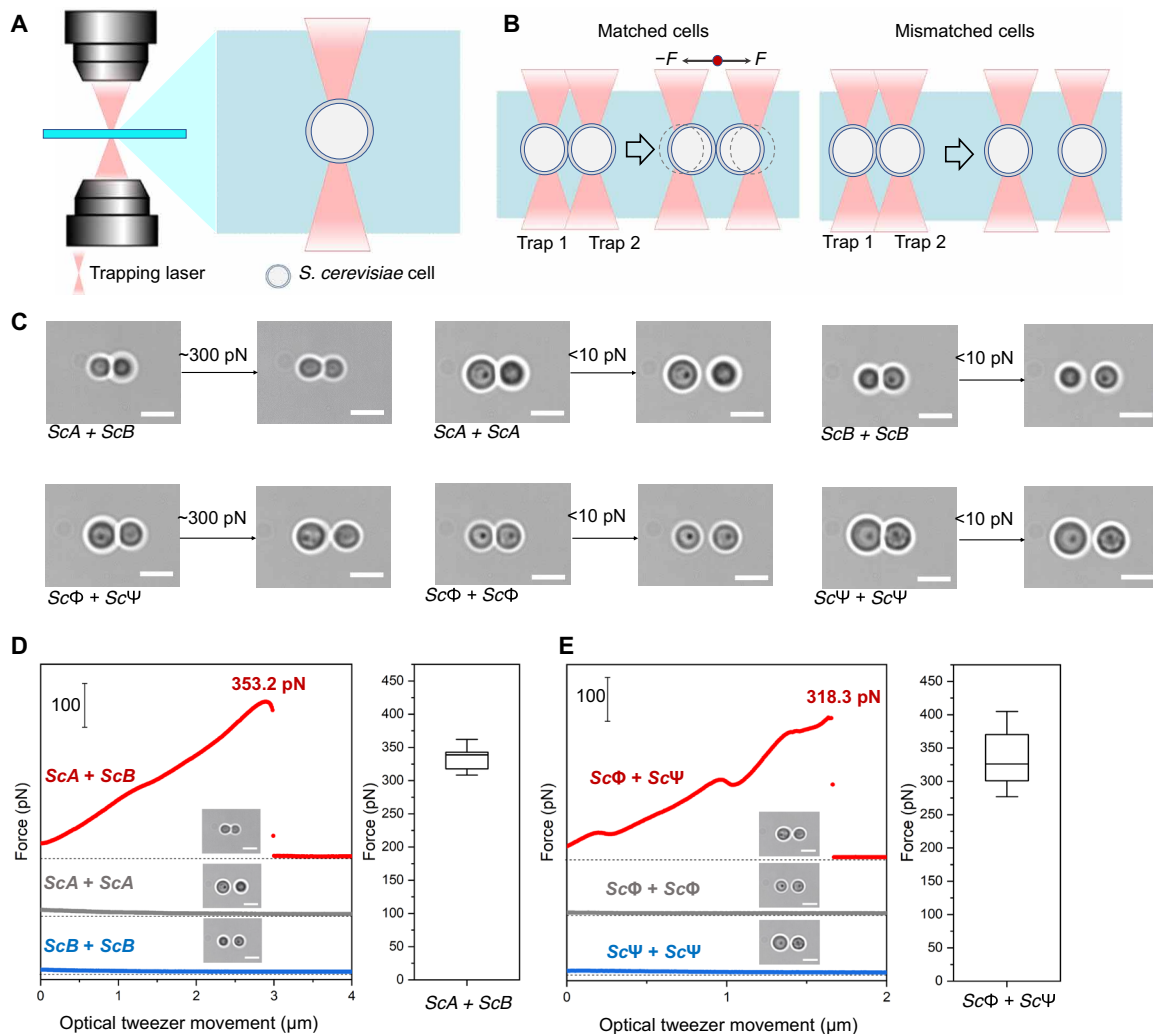 A
Trapping laser
S. cerevisiae cell
B
Matched cells
Mismatched cells
−F
F
Trap 1
Trap 2
Trap 1
Trap 2
C
~300 pN
ScA + ScB
<10 pN
ScA + ScA
<10 pN
ScB + ScB
~300 pN
ScΦ + ScΨ
<10 pN
ScΦ + ScΦ
<10 pN
ScΨ + ScΨ
D
100
353.2 pN
ScA + ScB
ScA + ScA
ScB + ScB
Force (pN)
0
1
2
3
4
Optical tweezer movement (μm)
Force (pN)
450
400
350
300
250
200
150
100
50
0
ScA + ScB
E
100
318.3 pN
ScΦ + ScΨ
ScΦ + ScΦ
ScΨ + ScΨ
Force (pN)
0
1
2
Optical tweezer movement (μm)
Force (pN)
450
400
350
300
250
200
150
100
50
0
ScΦ + ScΨ